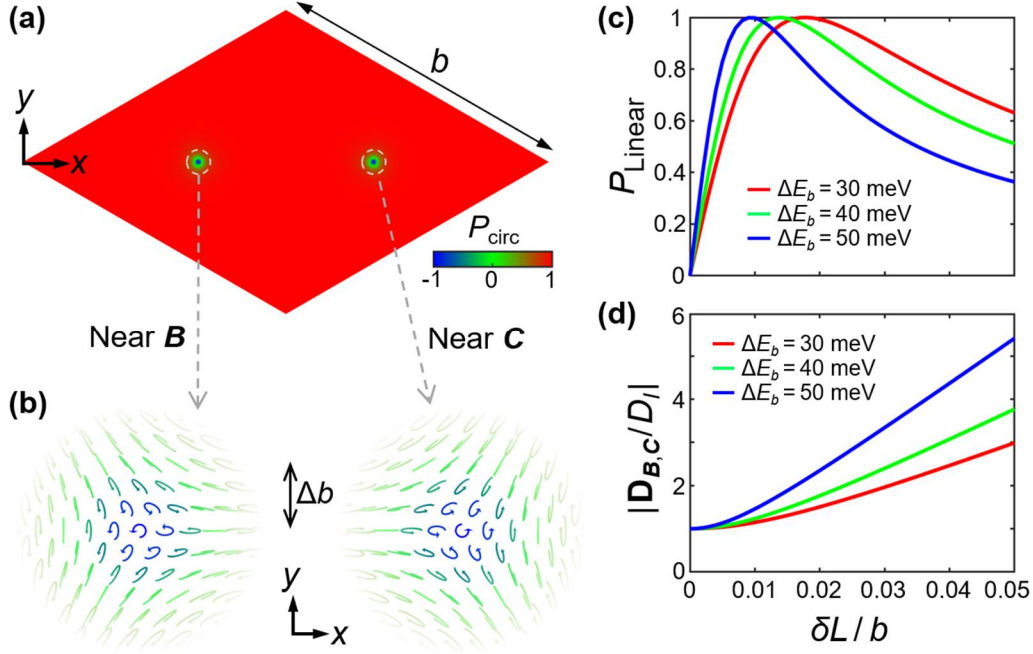 (a)
b
y
x
P_circ
-1 0 1
Near B
Near C
(b)
Δb
y
x
(c)
P_Linear
1
0.8
0.6
0.4
0.2
0
ΔE_b = 30 meV
ΔE_b = 40 meV
ΔE_b = 50 meV
(d)
|D_B,C/D_I|
6
4
2
0
ΔE_b = 30 meV
ΔE_b = 40 meV
ΔE_b = 50 meV
0 0.01 0.02 0.03 0.04 0.05
δL/b